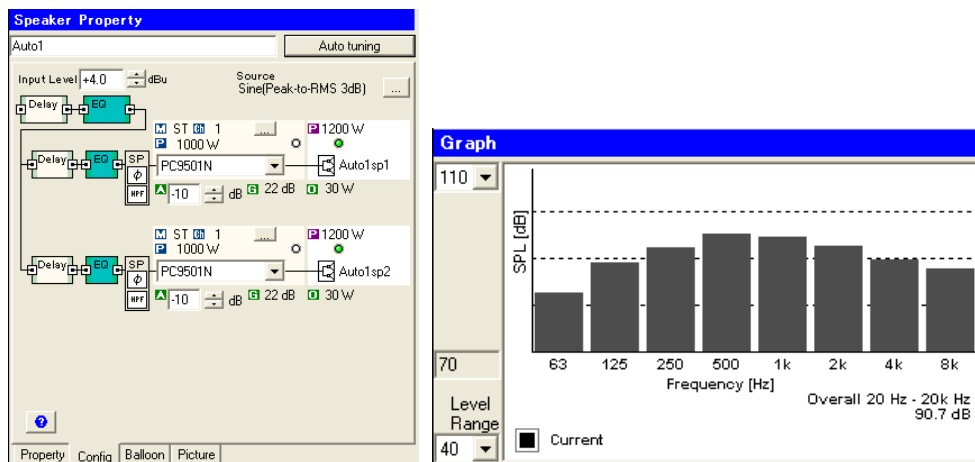 Speaker Property
Auto1
Auto tuning
Input Level +4.0 dBu
Source
Sine(Peak-to-RMS 3dB) ...
Delay EQ
M ST Ch 1 ... P 1200 W
P 1000 W
Delay EQ SP PC9501N Auto1sp1
Φ
HPF A -10 dB G 22 dB O 30 W
M ST Ch 1 ... P 1200 W
P 1000 W
Delay EQ SP PC9501N Auto1sp2
Φ
HPF A -10 dB G 22 dB O 30 W
?
Property Config Balloon Picture
Graph
110
SPL [dB]
70
63 125 250 500 1k 2k 4k 8k
Frequency [Hz]
Level
Range
40
Overall 20 Hz - 20k Hz
90.7 dB
Current